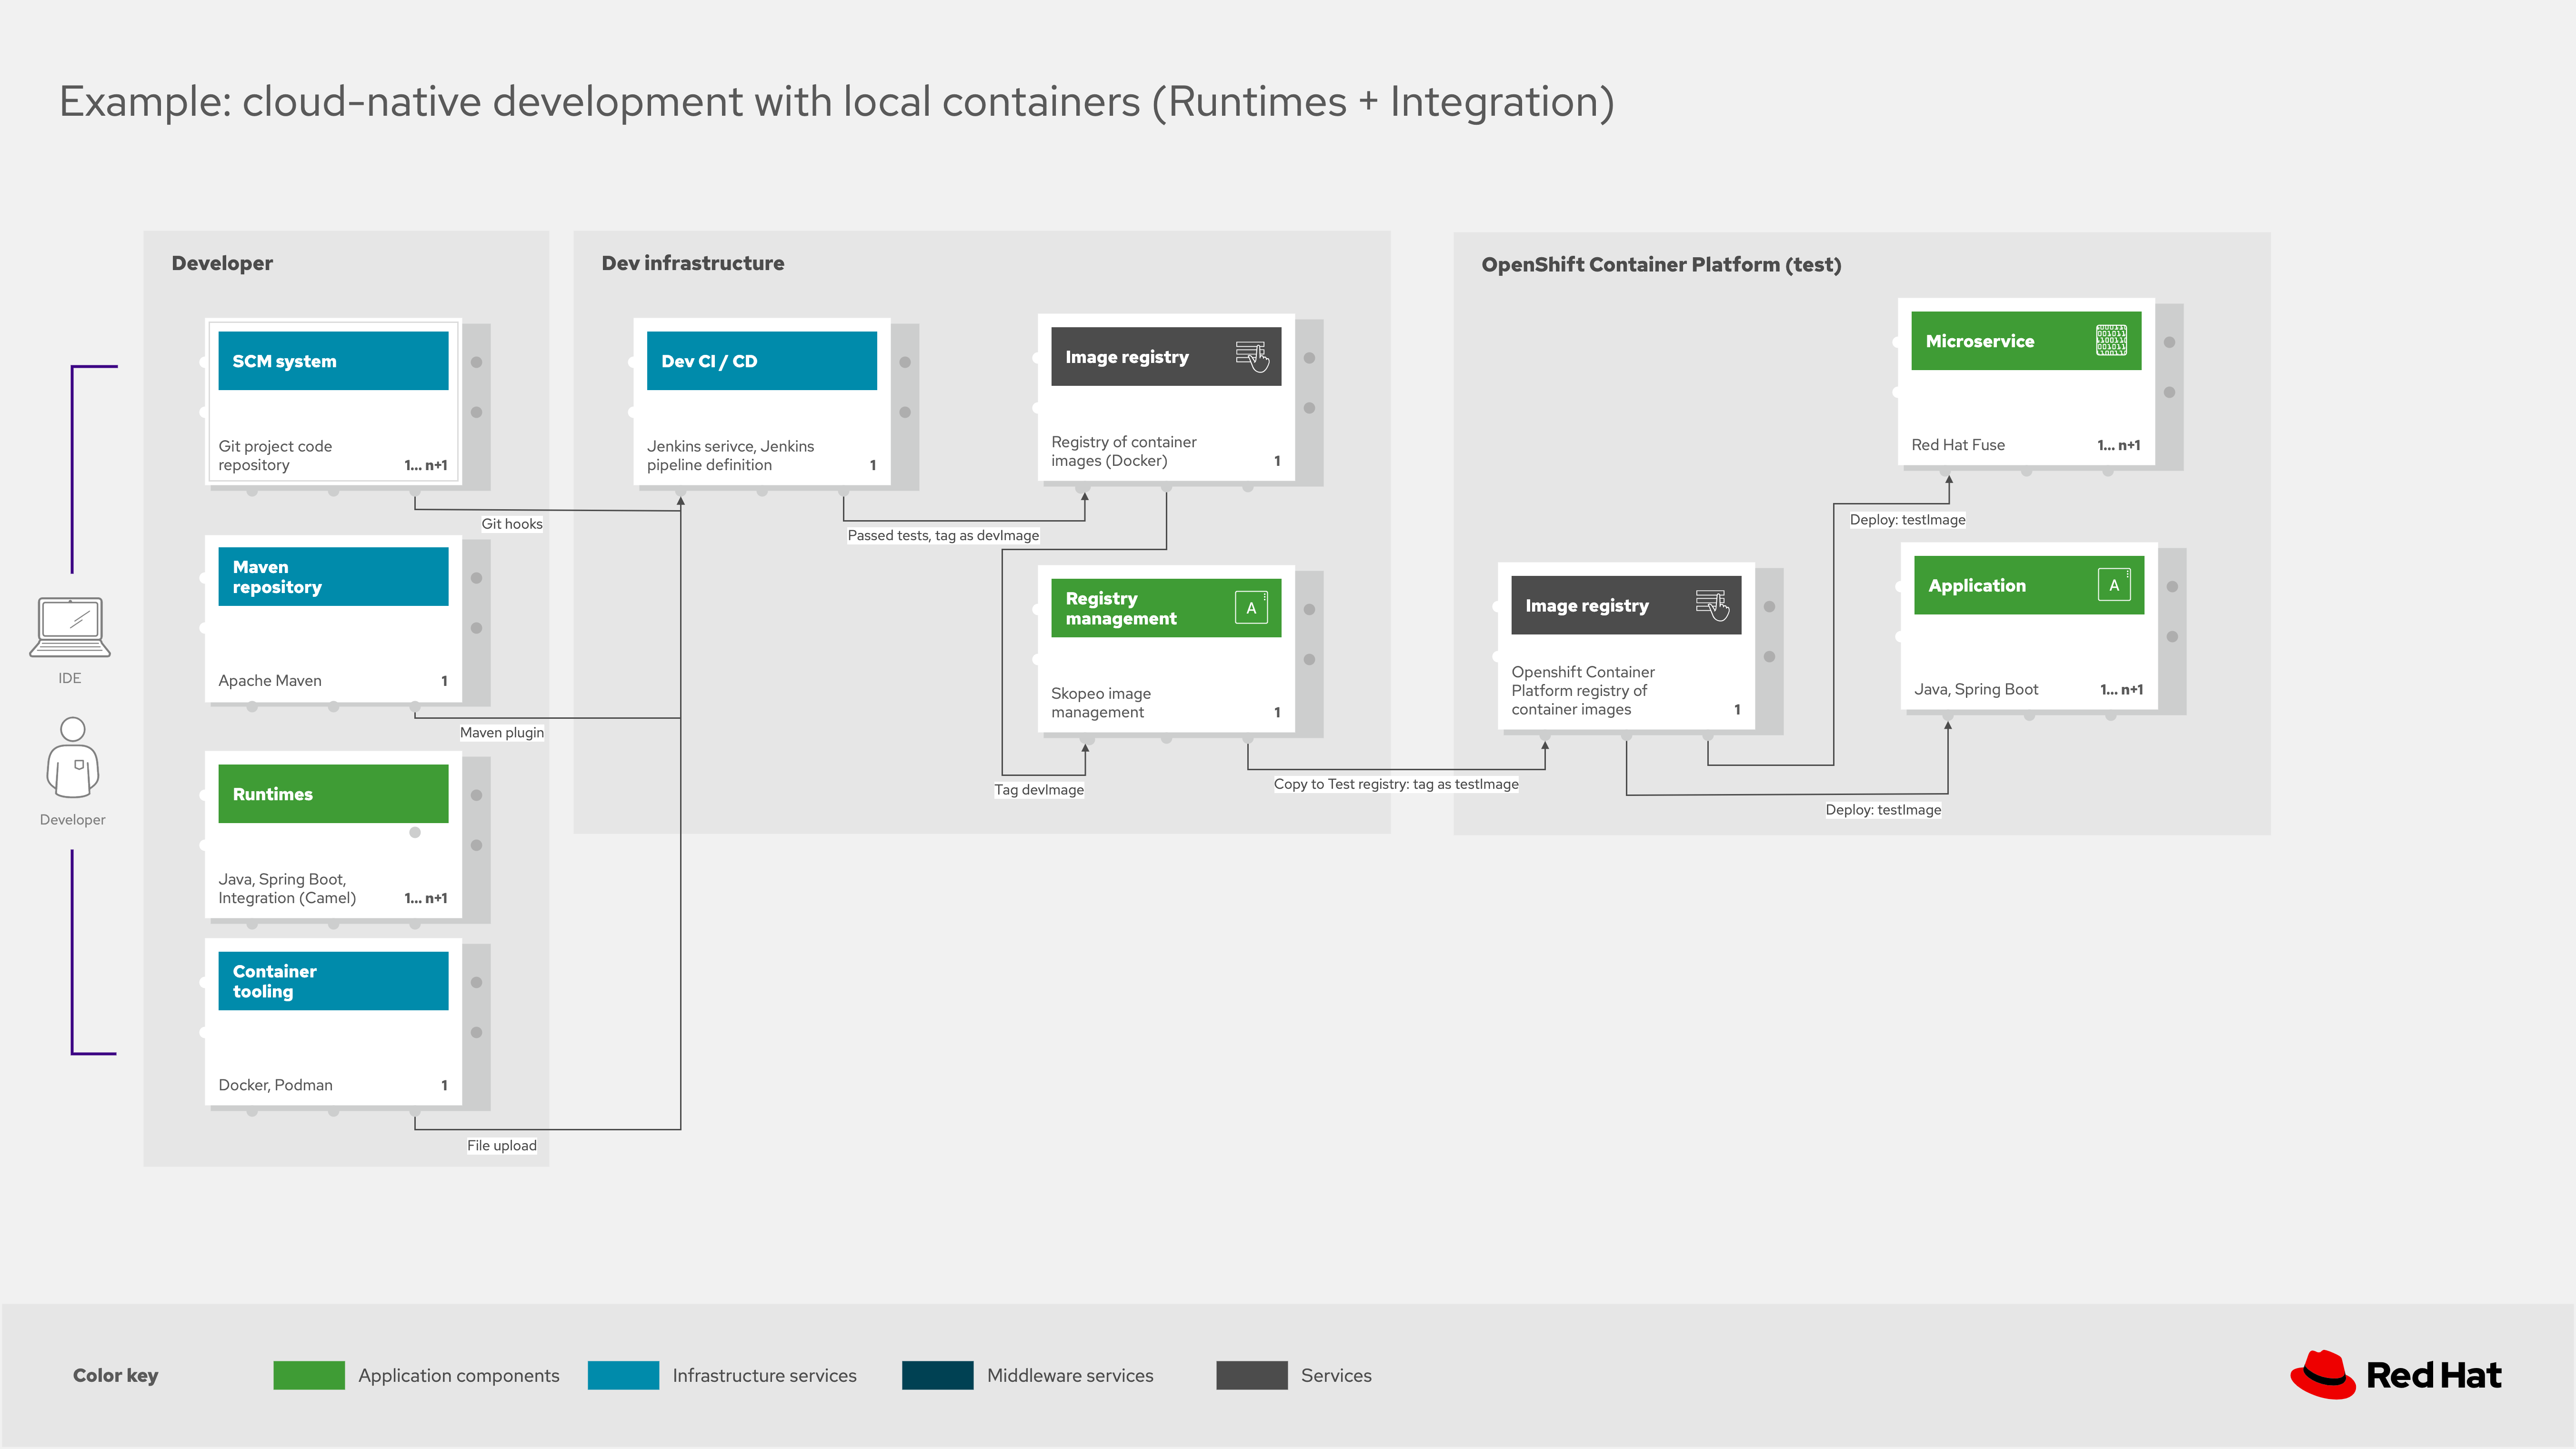 Example: cloud-native development with local containers (Runtimes + Integration)
Developer
SCM system
Git project code
repository
1... n+1
Git hooks
Maven
repository
Apache Maven
1
Maven plugin
Runtimes
Java, Spring Boot,
Integration (Camel)
1... n+1
Container
tooling
Docker, Podman
1
File upload
IDE
Developer
Dev infrastructure
Dev CI / CD
Jenkins serivce, Jenkins
pipeline definition
1
Passed tests, tag as devImage
Image registry
Registry of container
images (Docker)
1
Registry
management
A
Skopeo image
management
1
Tag devImage
Copy to Test registry: tag as testImage
OpenShift Container Platform (test)
Image registry
Openshift Container
Platform registry of
container images
1
Microservice
Red Hat Fuse
1... n+1
Deploy: testImage
Application
A
Java, Spring Boot
1... n+1
Deploy: testImage
Color key
Application components
Infrastructure services
Middleware services
Services
Red Hat